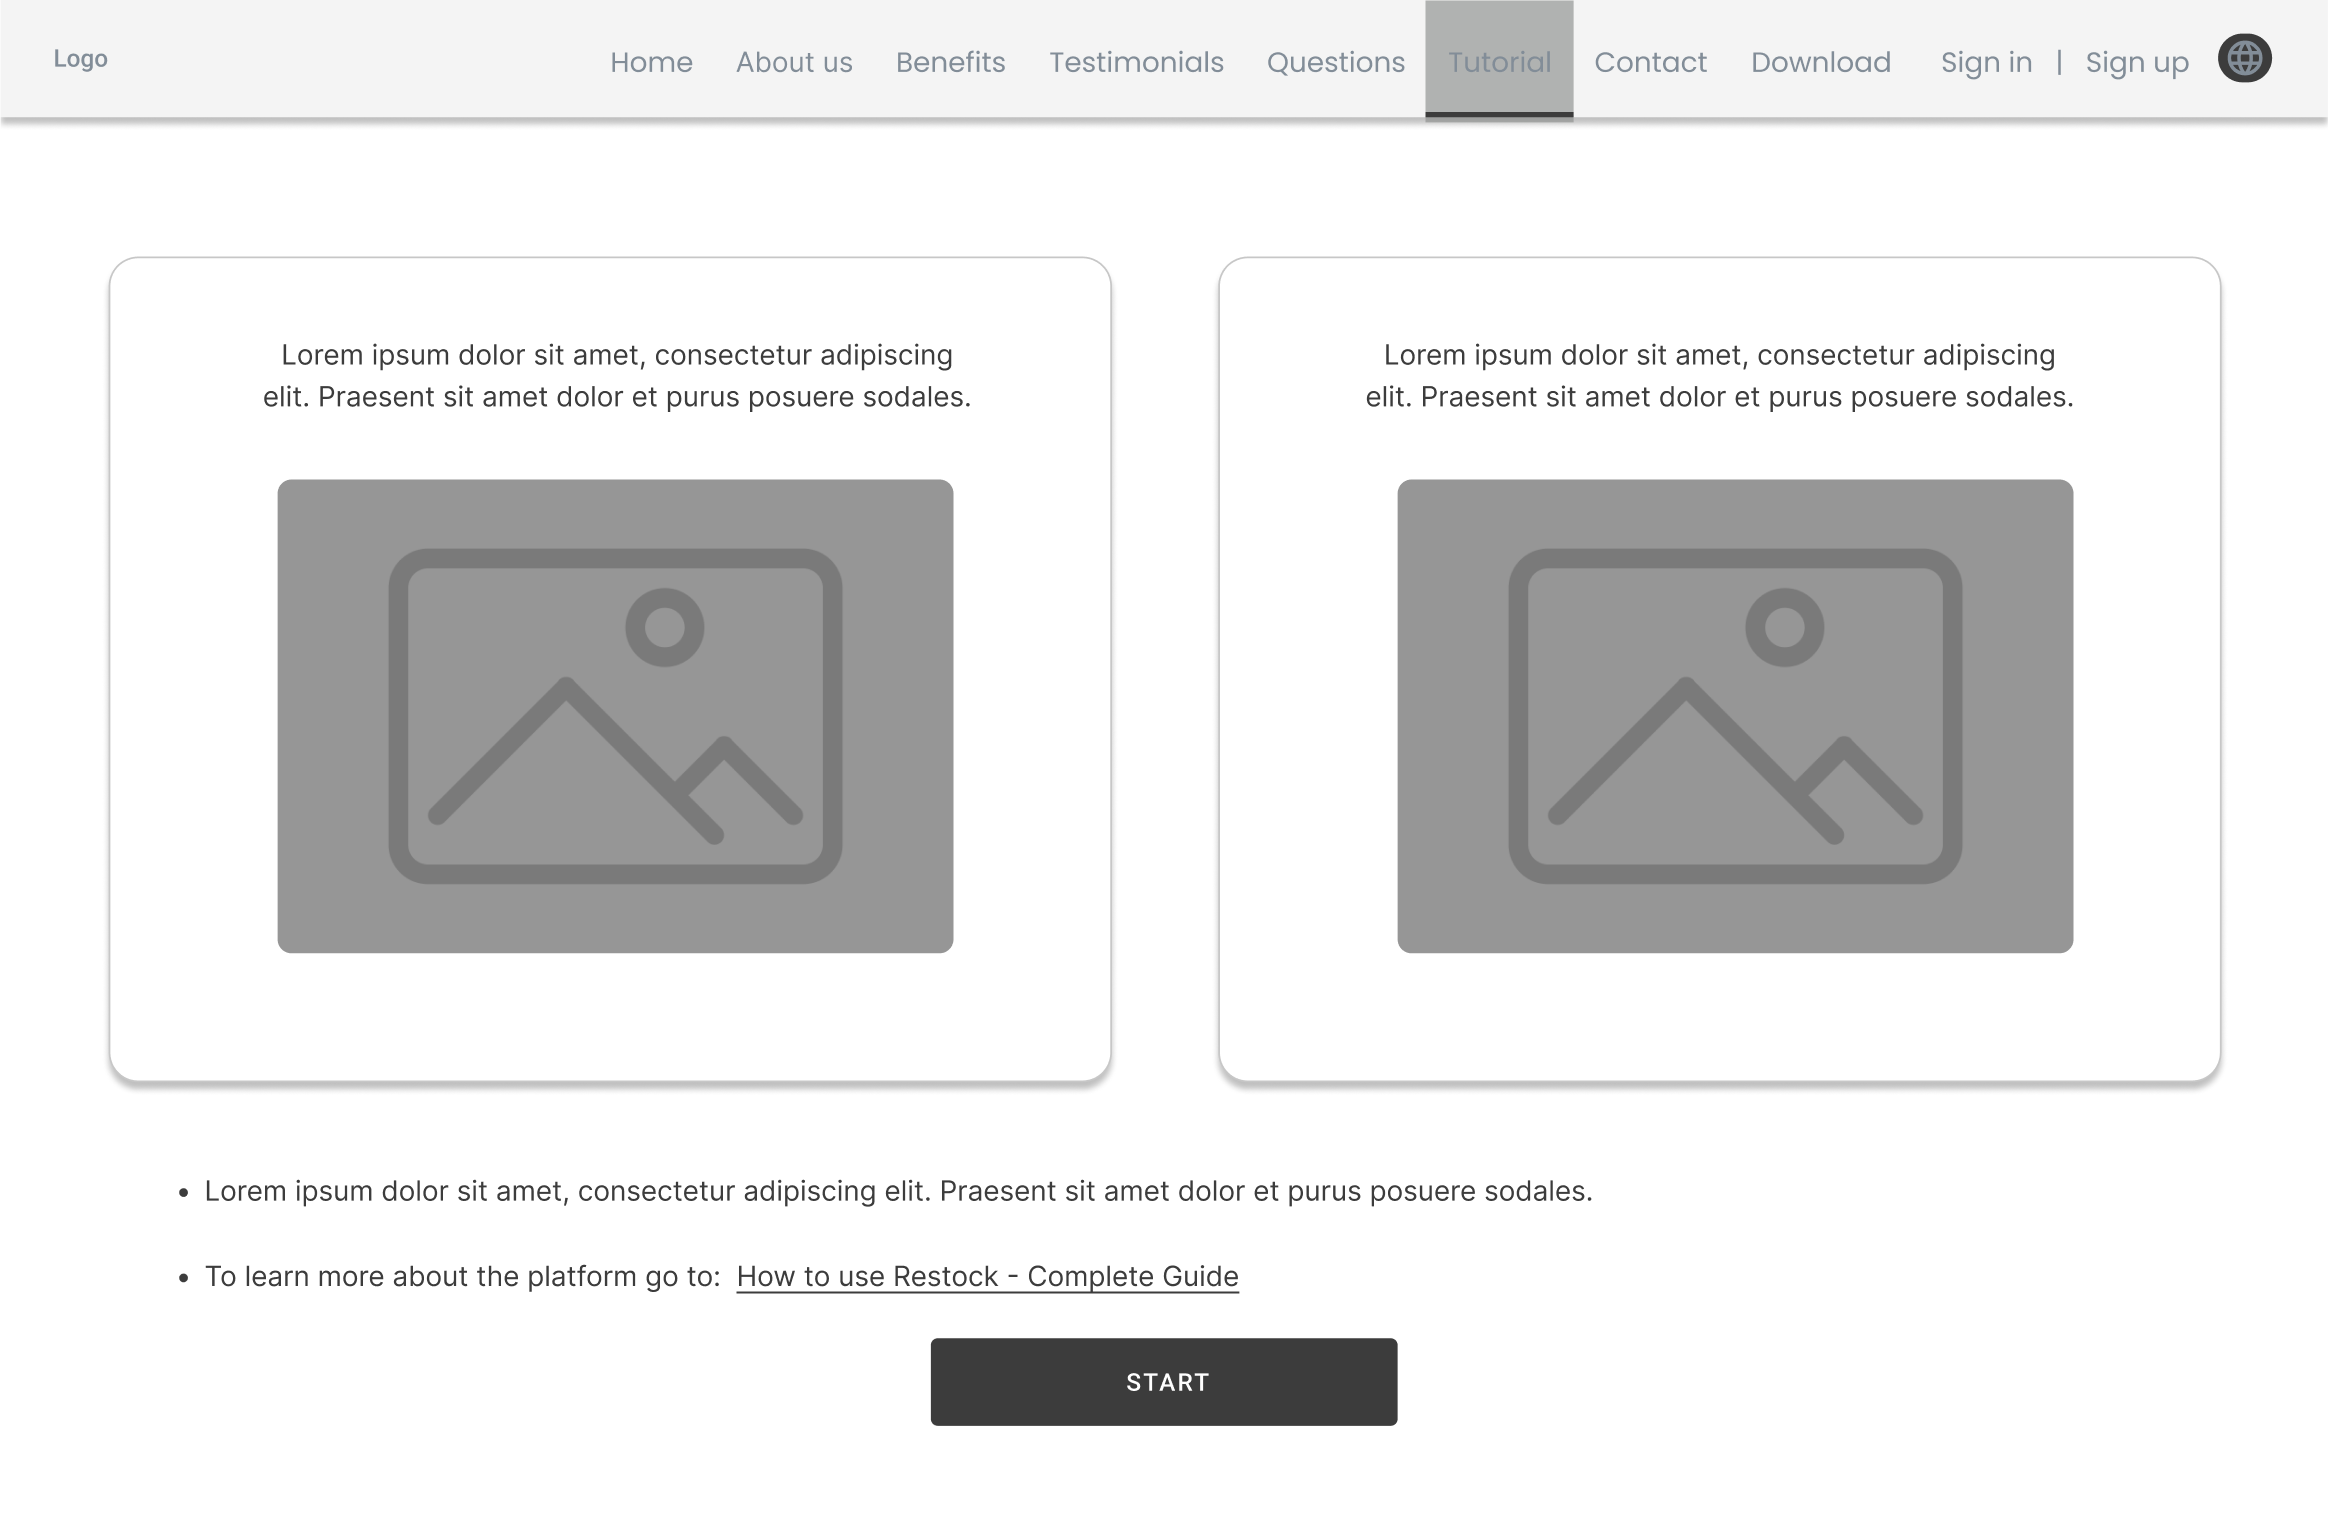 Logo
Home About us Benefits Testimonials Questions Tutorial Contact Download Sign in | Sign up
Lorem ipsum dolor sit amet, consectetur adipiscing
elit. Praesent sit amet dolor et purus posuere sodales.
Lorem ipsum dolor sit amet, consectetur adipiscing
elit. Praesent sit amet dolor et purus posuere sodales.
• Lorem ipsum dolor sit amet, consectetur adipiscing elit. Praesent sit amet dolor et purus posuere sodales.
• To learn more about the platform go to: How to use Restock - Complete Guide
START